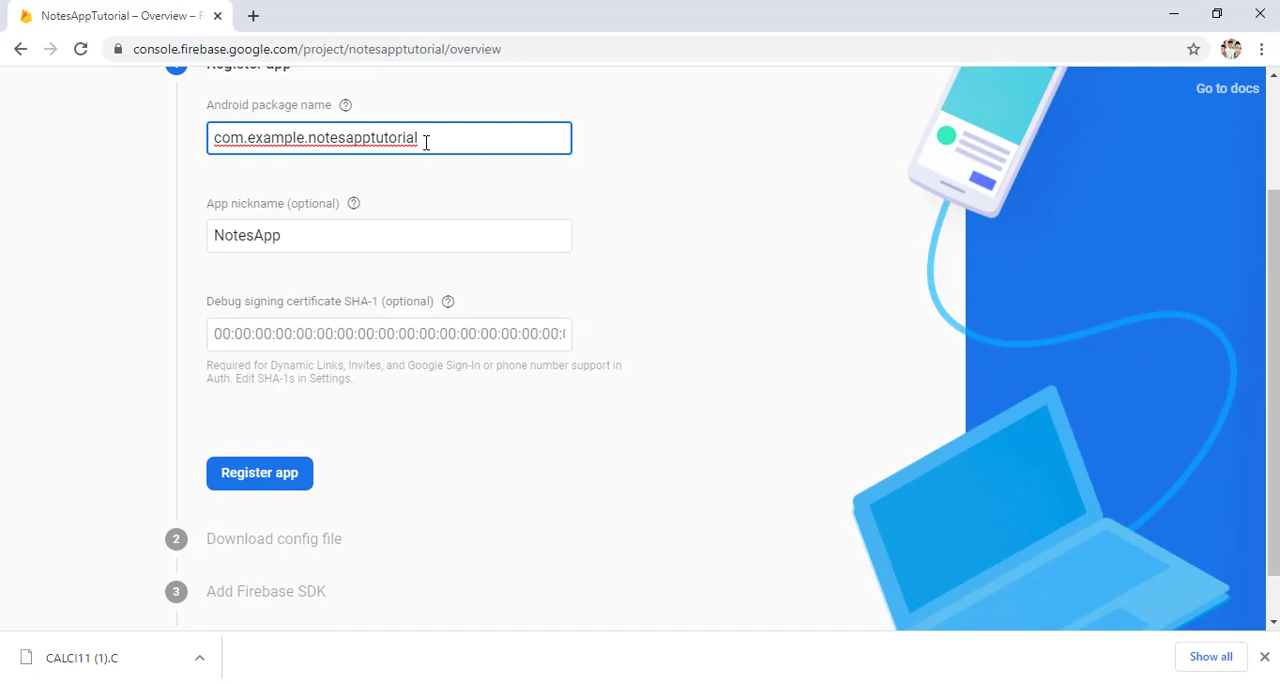 NotesAppTutorial – Overview – F
console.firebase.google.com/project/notesapptutorial/overview
Register app
Go to docs
Android package name
com.example.notesapptutorial
App nickname (optional)
NotesApp
Debug signing certificate SHA-1 (optional)
00:00:00:00:00:00:00:00:00:00:00:00:00:00:00:00:00:
Required for Dynamic Links, Invites, and Google Sign-In or phone number support in
Auth. Edit SHA-1s in Settings.
Register app
2 Download config file
3 Add Firebase SDK
CALCI11 (1).C
Show all